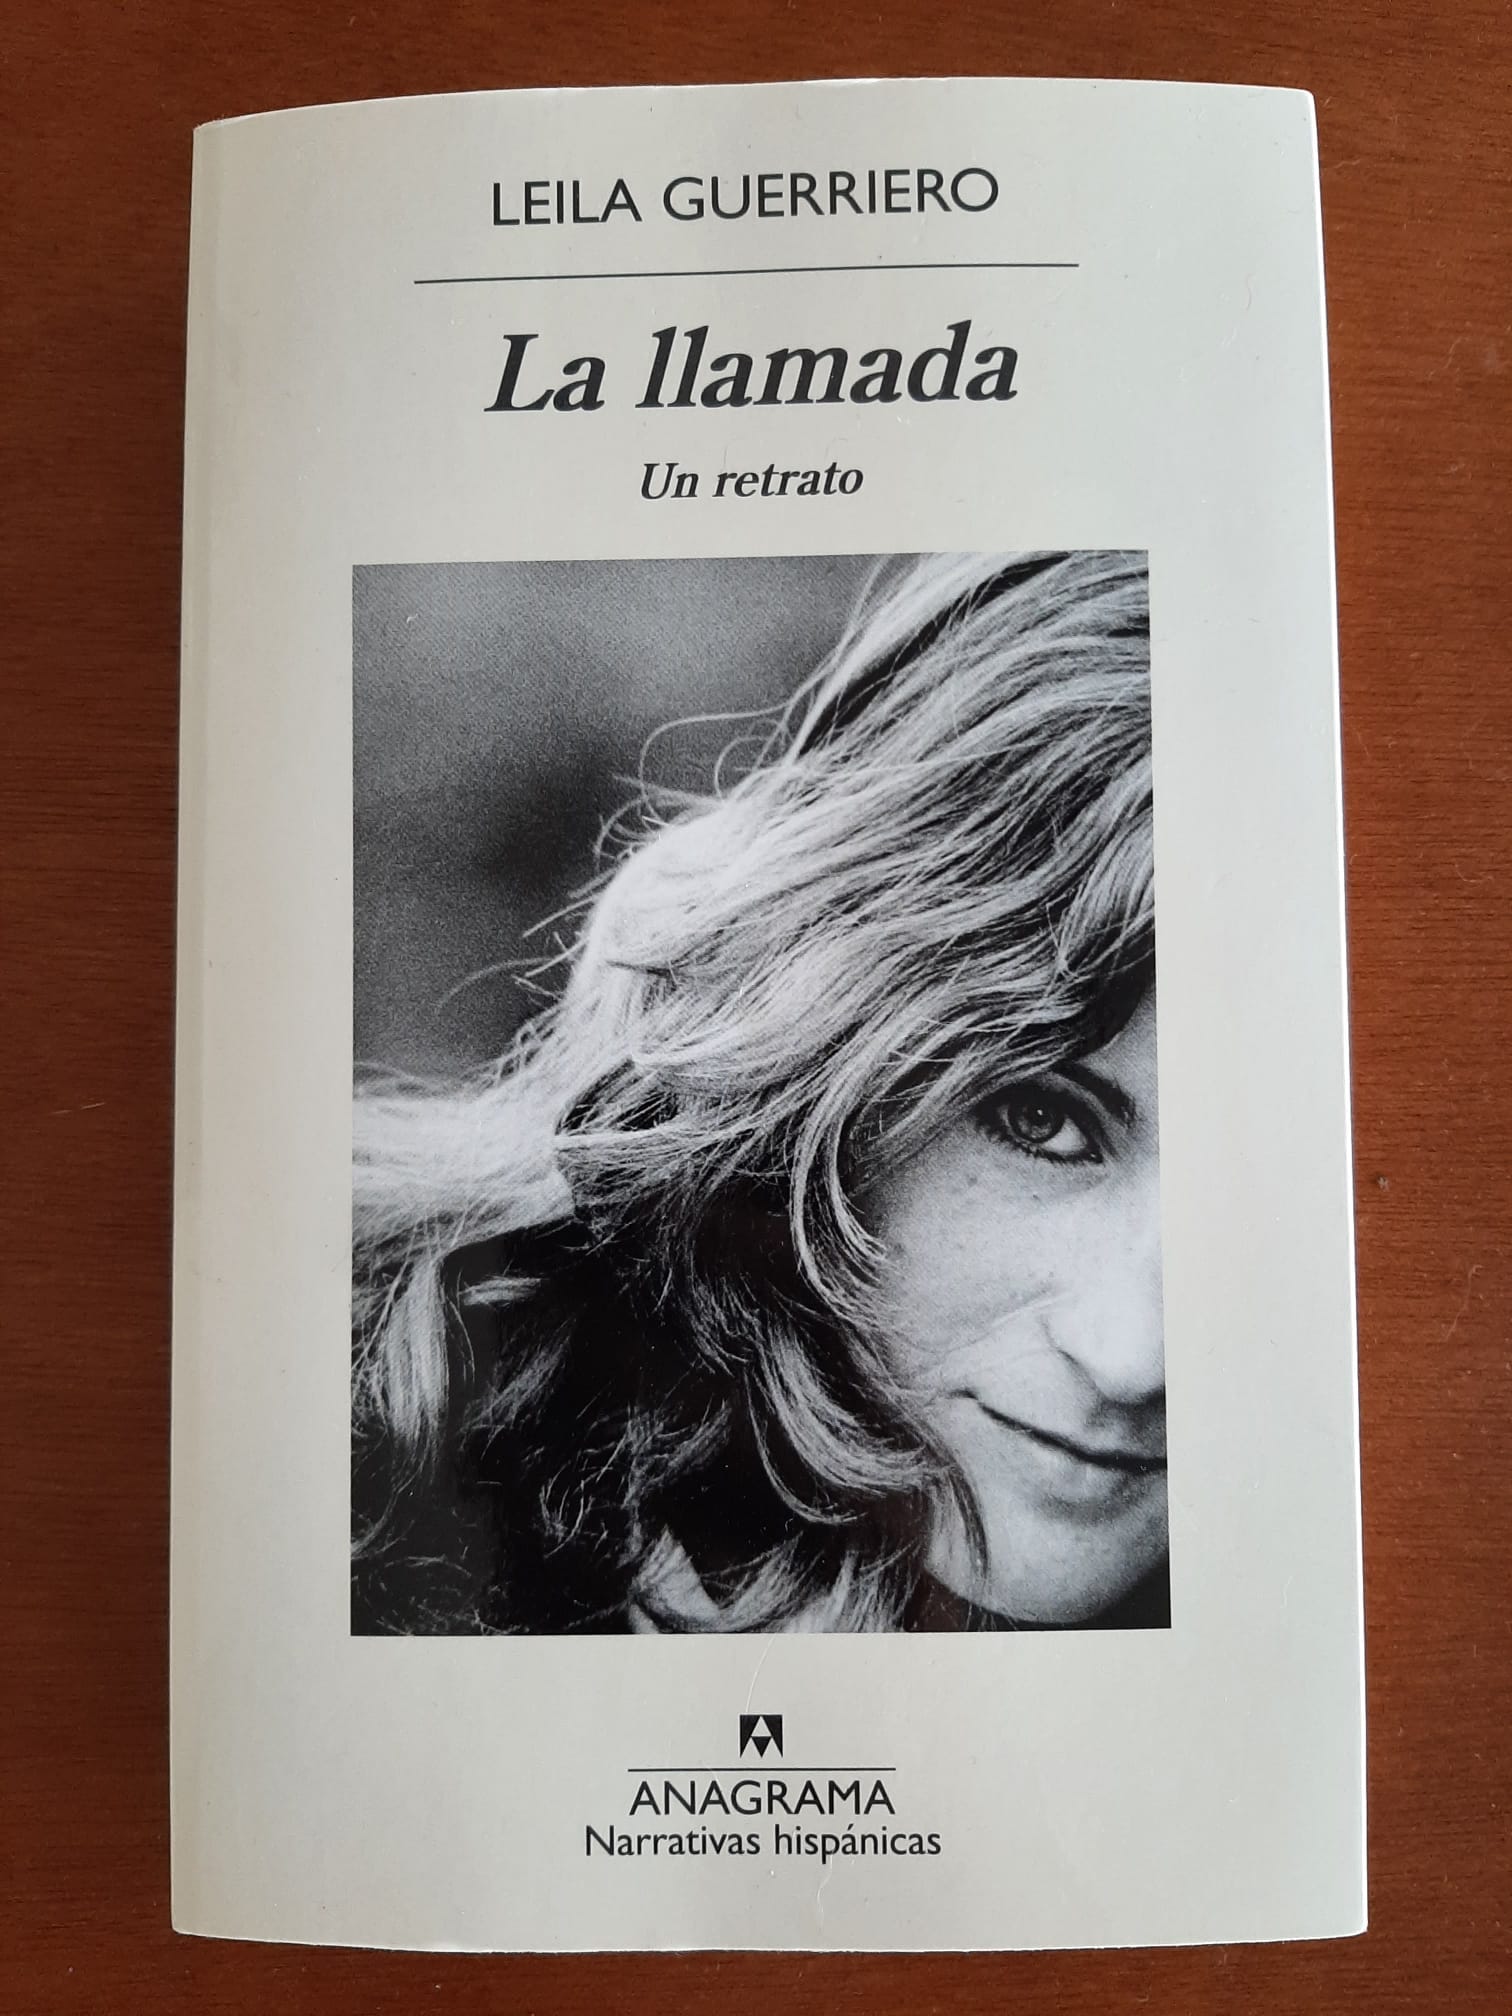 LEILA GUERRIERO
La llamada
Un retrato
ANAGRAMA
Narrativas hispánicas